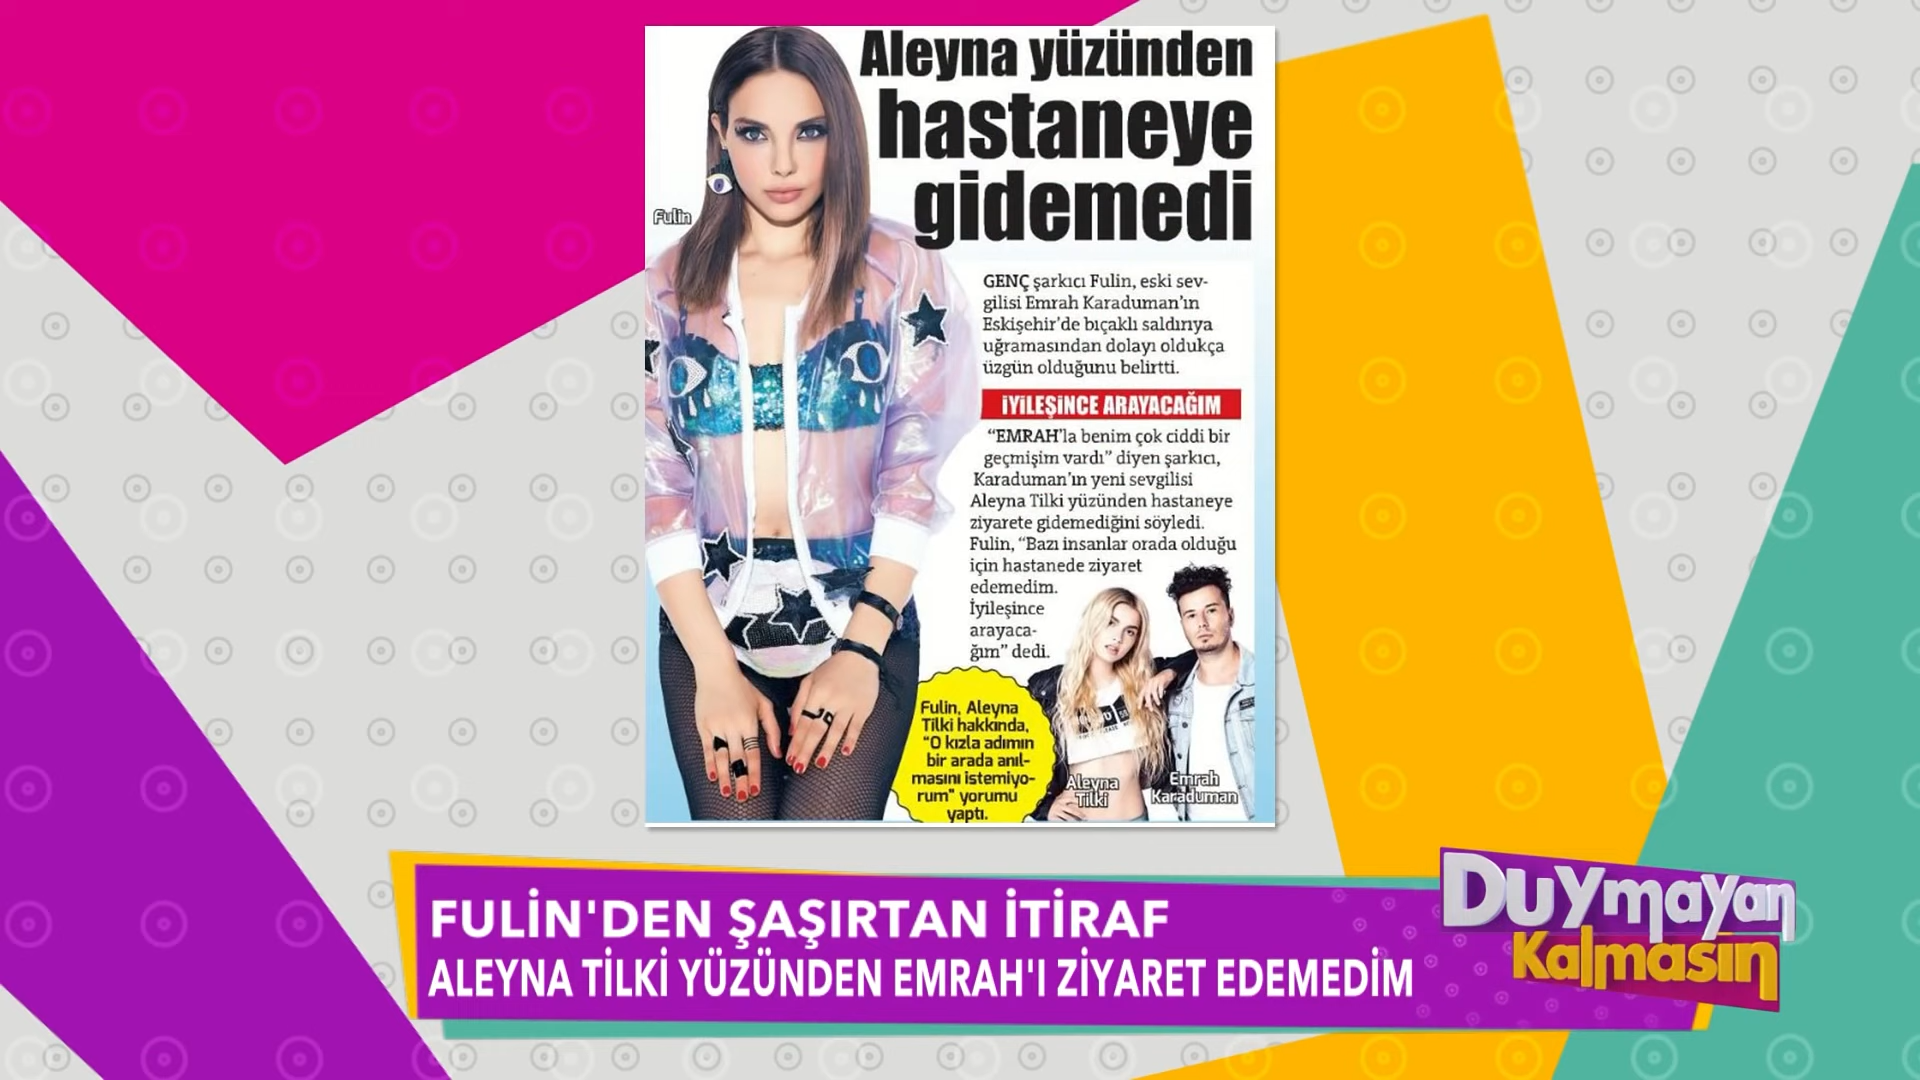 Aleyna yüzünden
hastaneye
gidemedi
Fulin
GENÇ şarkıcı Fulin, eski sev-
gilisi Emrah Karaduman'ın
Eskişehir'de bıçaklı saldırıya
uğramasından dolayı oldukça
üzgün olduğunu belirtti.
İYİLEŞİNCE ARAYACAĞIM
"EMRAH'la benim çok ciddi bir
geçmişim vardı" diyen şarkıcı,
Karaduman'ın yeni sevgilisi
Aleyna Tilki yüzünden hastaneye
ziyarete gidemediğini söyledi.
Fulin, "Bazı insanlar orada olduğu
için hastanede ziyaret
edemedim.
İyileşince
arayaca-
ğım" dedi.
Fulin, Aleyna
Tilki hakkında,
"O kızla adımın
bir arada anıl-
masını istemiyo-
rum" yorumu
yaptı.
Aleyna
Tilki
Emrah
Karaduman
FULİN'DEN ŞAŞIRTAN İTİRAF
ALEYNA TİLKİ YÜZÜNDEN EMRAH'I ZİYARET EDEMEDİM
Duymayan
Kalmasın